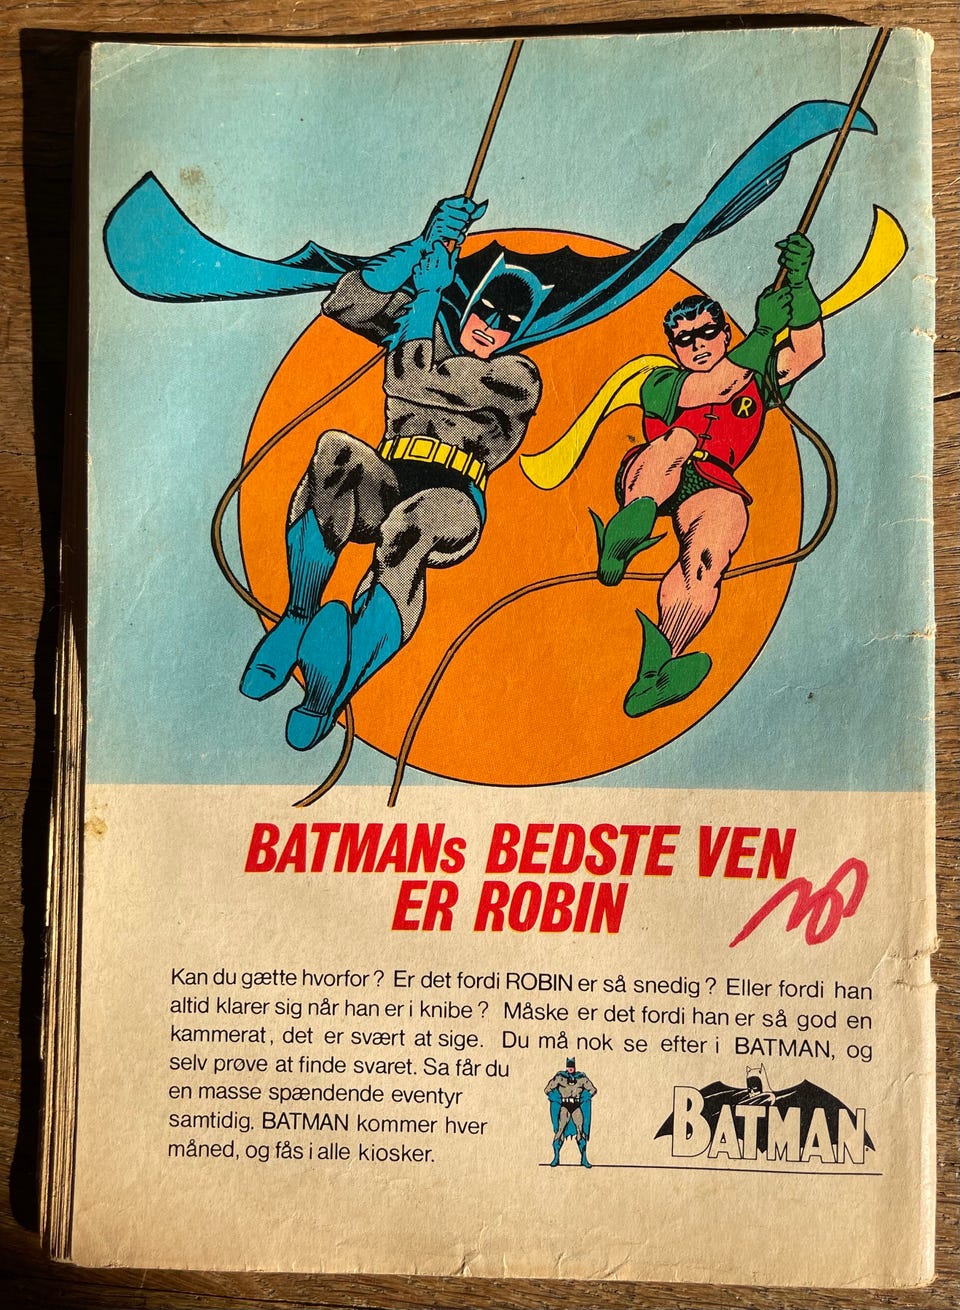 R
BATMANs BEDSTE VEN
ER ROBIN
Kan du gætte hvorfor? Er det fordi ROBIN er så snedig? Eller fordi han
altid klarer sig når han er i knibe? Måske er det fordi han er så god en
kammerat, det er svært at sige. Du må nok se efter i BATMAN, og
selv prøve at finde svaret. Sa får du
en masse spændende eventyr
samtidig. BATMAN kommer hver
måned, og fås i alle kiosker.
BATMAN